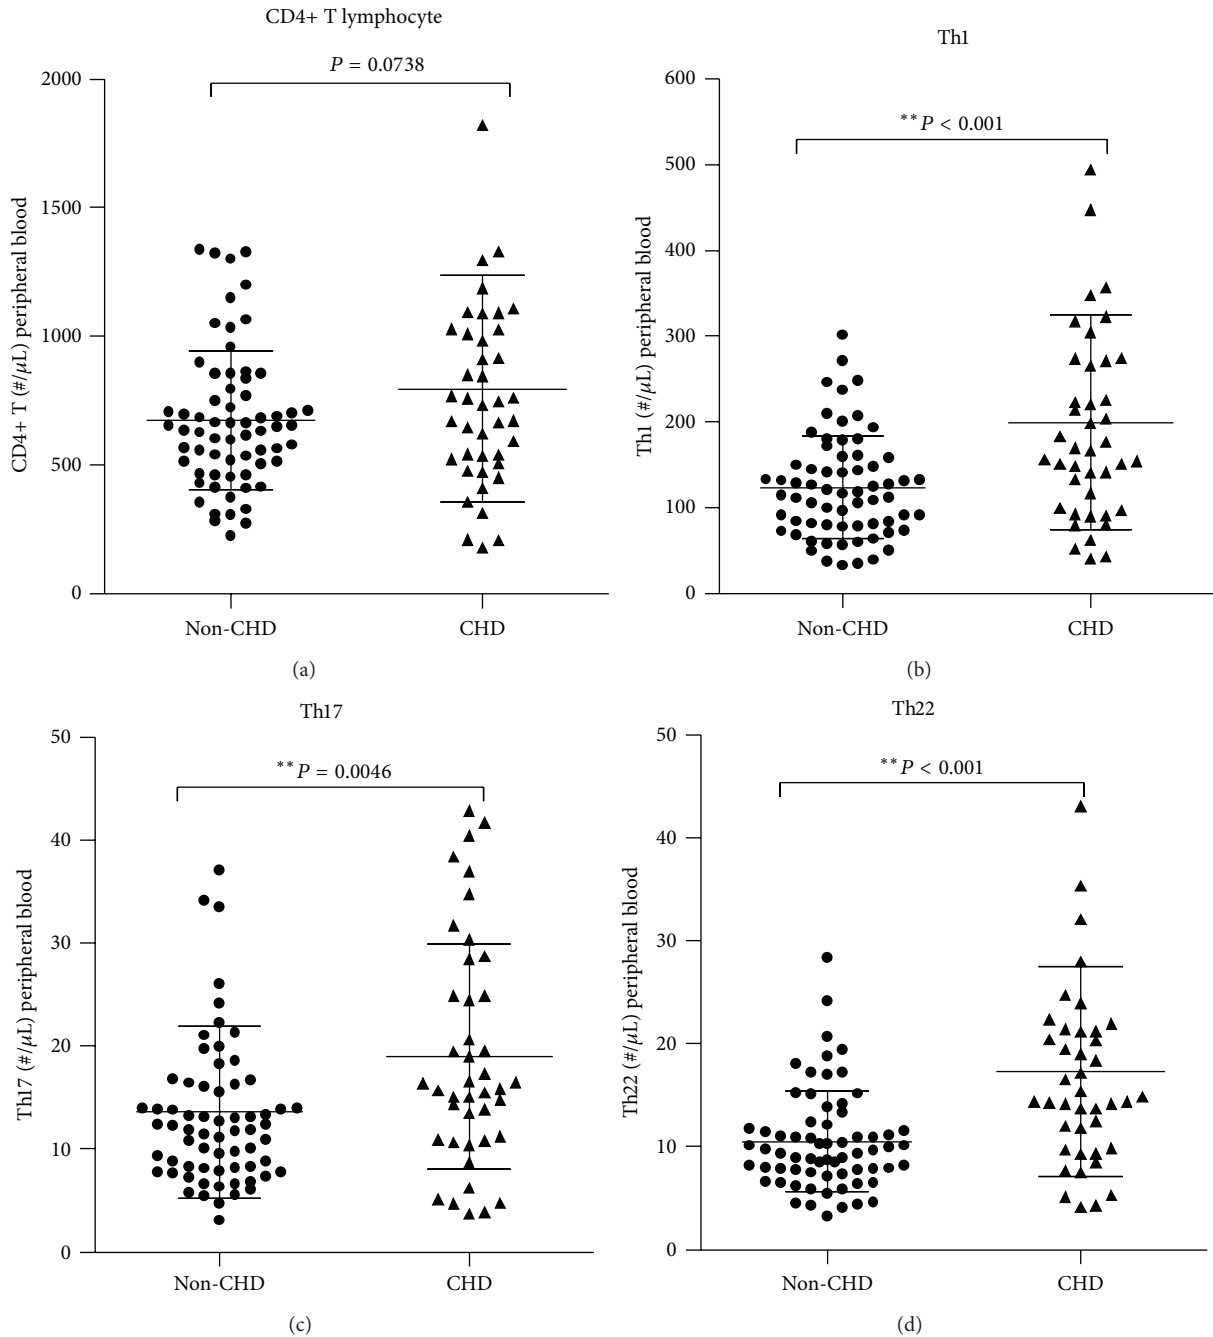 CD4+ T lymphocyte
P = 0.0738
2000
1500
1000
500
0
CD4+ T (#/μL) peripheral blood
Non-CHD
CHD
(a)
Th1
**P < 0.001
600
500
400
300
200
100
0
Th1 (#/μL) peripheral blood
Non-CHD
CHD
(b)
Th17
**P = 0.0046
50
40
30
20
10
0
Th17 (#/μL) peripheral blood
Non-CHD
CHD
(c)
Th22
**P < 0.001
50
40
30
20
10
0
Th22 (#/μL) peripheral blood
Non-CHD
CHD
(d)